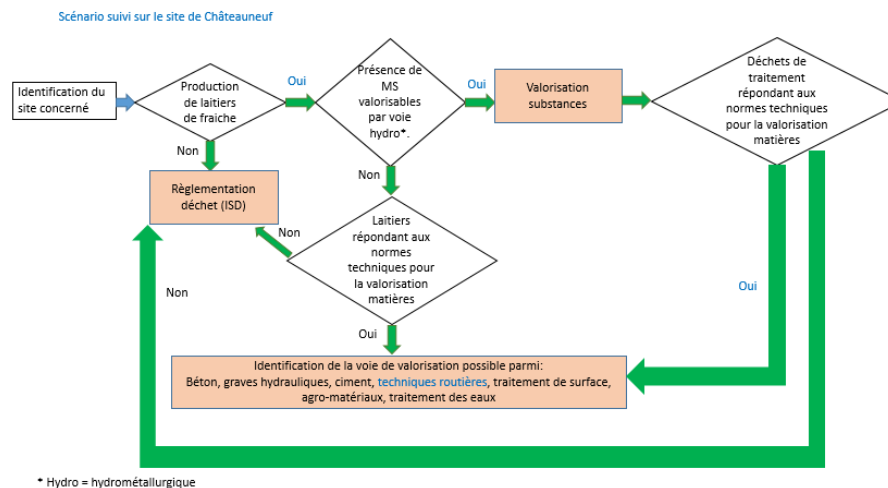 Scénario suivi sur le site de Châteauneuf
Identification du
site concerné
Production
de laitiers
de fraiche
Oui
Présence de
MS
valorisables
par voie
hydro*.
Oui
Valorisation
substances
Déchets de
traitement
répondant aux
normes techniques
pour la valorisation
matières
Non
Non
Règlementation
déchet (ISD)
Non
Laitiers
répondant aux
normes
techniques pour
la valorisation
matières
Non
Oui
Oui
Identification de la voie de valorisation possible parmi:
Béton, graves hydrauliques, ciment, techniques routières, traitement de surface,
agro-matériaux, traitement des eaux
* Hydro = hydrométallurgique